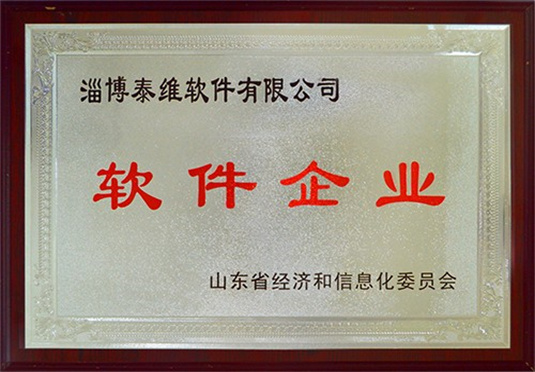 淄博泰维软件有限公司
软件企业
山东省经济和信息化委员会